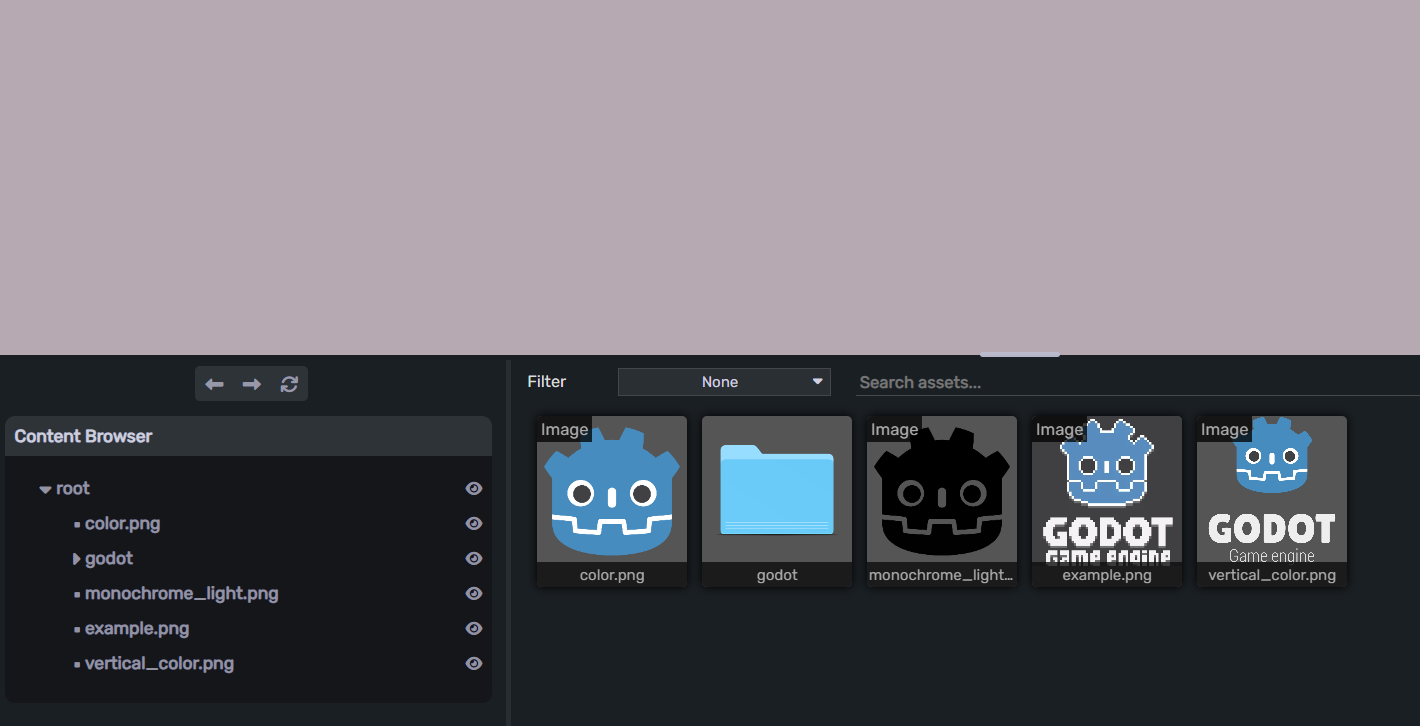 Filter
None
Search assets...
Content Browser
root
color.png
godot
monochrome_light.png
example.png
vertical_color.png
Image
color.png
godot
Image
monochrome_light...
Image
GODOT
Game engine
example.png
Image
GODOT
Game engine
vertical_color.png